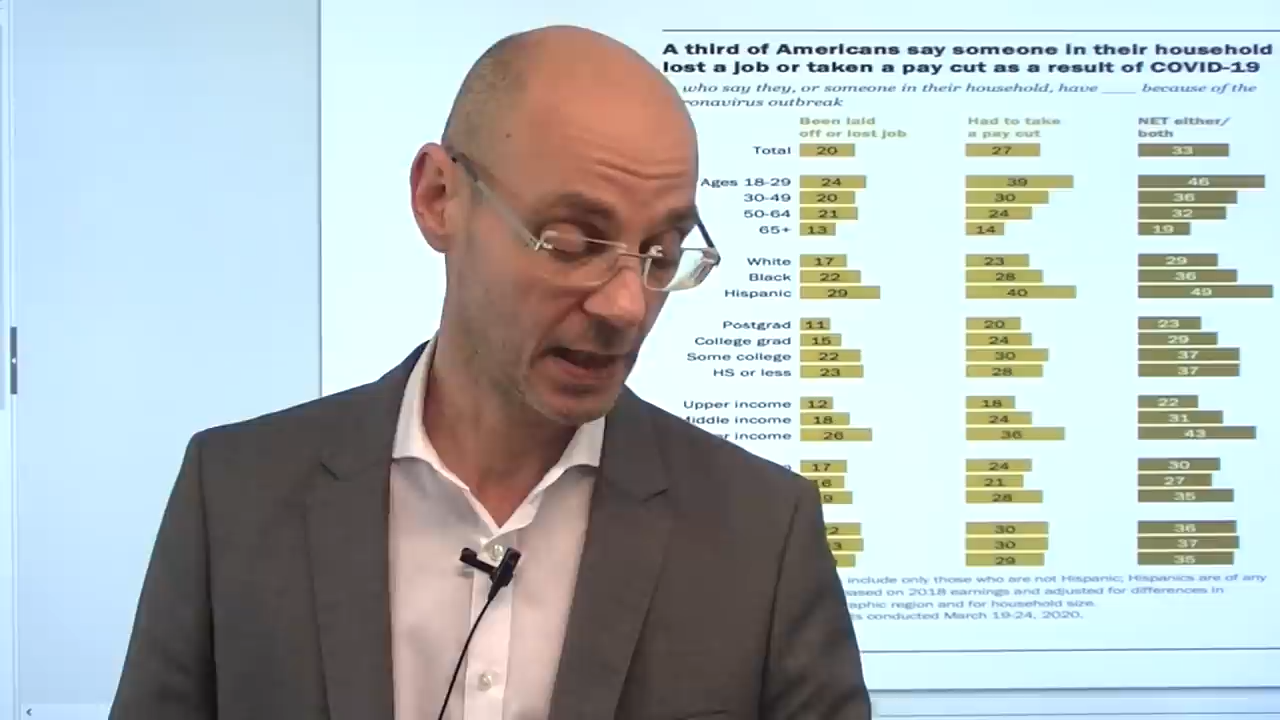 A third of Americans say someone in their household
lost a job or taken a pay cut as a result of COVID-19
who say they, or someone in their household, have ____ because of the
outbreak
Been laid off or lost job Had to take a pay cut NET either/both
Total 20 27 33
Ages 18-29 24 39 46
30-49 20 30 36
50-64 21 24 32
65+ 13 14 19
White 17 23 29
Black 22 28 36
Hispanic 29 40 49
Postgrad 11 20 23
College grad 15 24 29
Some college 22 30 37
HS or less 23 28 37
Upper income 12 18 22
income 18 24 31
income 26 36 43
17 24 30
21 27
28 35
30 36
30 37
29 35
include only those who are not Hispanic; Hispanics are of any
on 2018 earnings and adjusted for differences in
region and for household size.
conducted March 19-24, 2020.